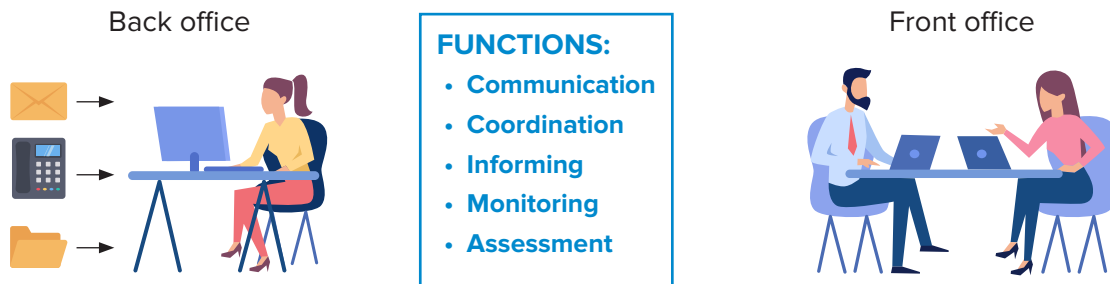 Back office
FUNCTIONS:
• Communication
• Coordination
• Informing
• Monitoring
• Assessment
Front office